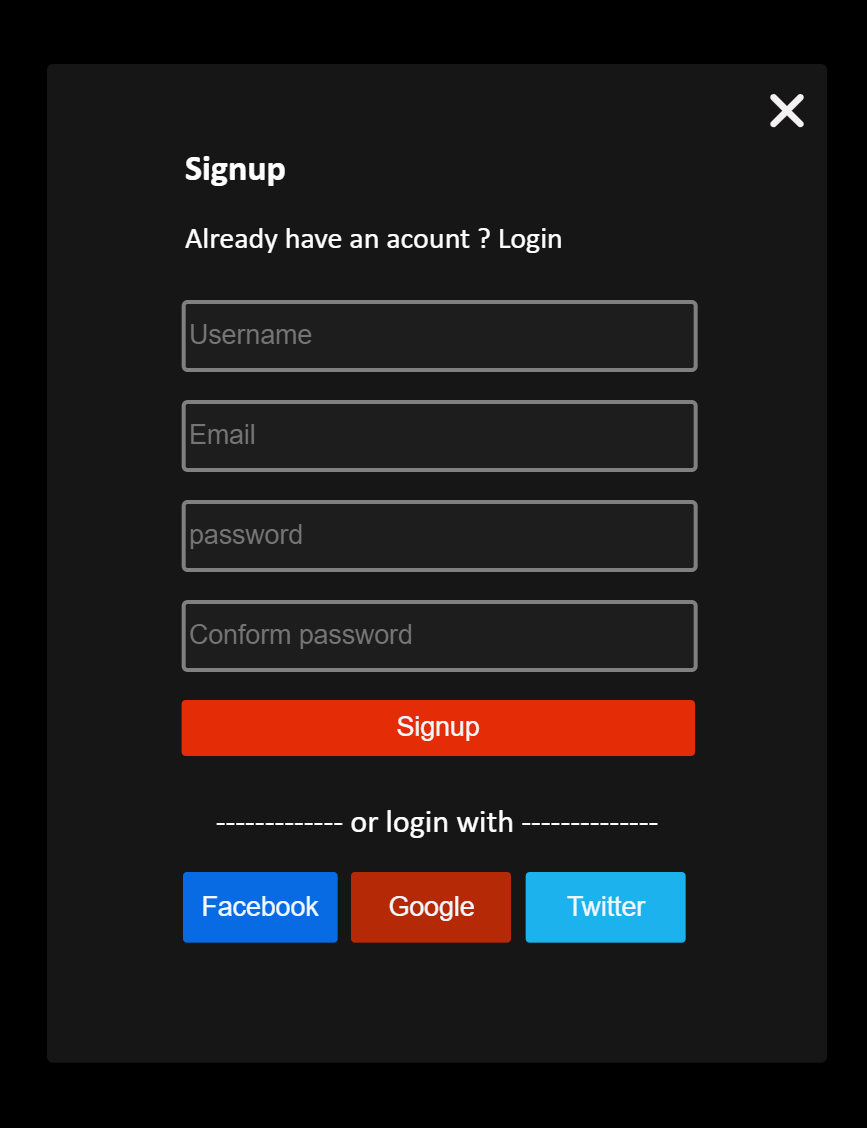 Signup
Already have an acount ? Login
Username
Email
password
Conform password
Signup
------------- or login with --------------
Facebook Google Twitter